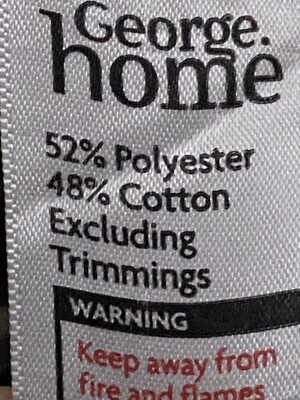 George.
home
52% Polyester
48% Cotton
Excluding
Trimmings
WARNING
Keep away from
fire and flames